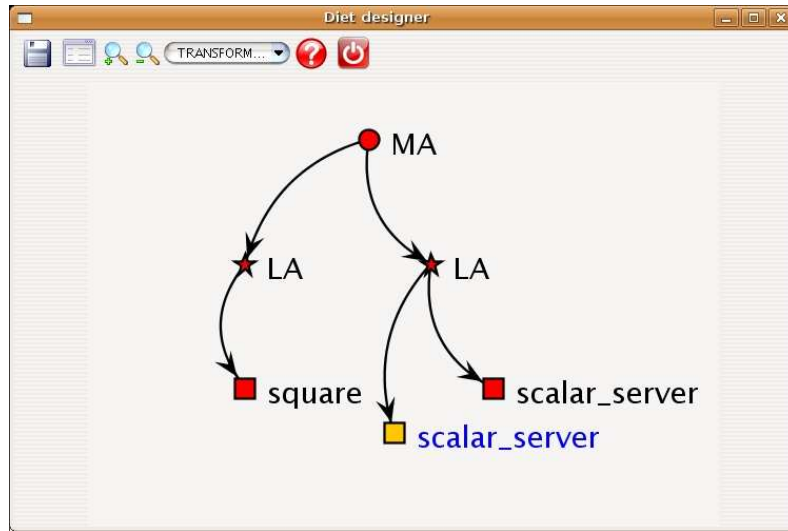 Diet designer
TRANSFORM...
MA
LA
LA
square
scalar_server
scalar_server